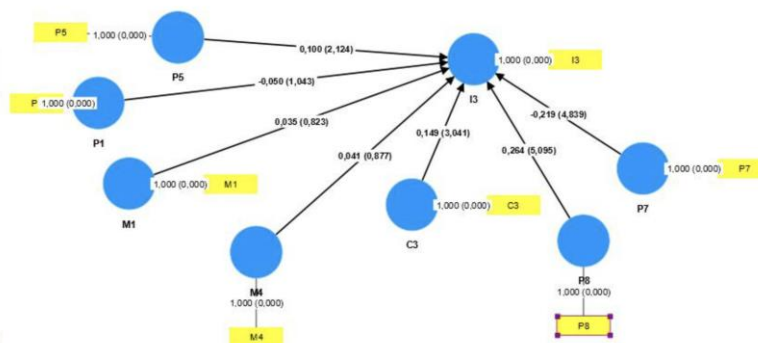 P5
1,000 (0,000)
P5
0,100 (2,124)
1,000 (0,000)
I3
I3
P
1,000 (0,000)
P1
-0,050 (1,043)
0,035 (0,823)
0,149 (3,041)
-0,219 (4,839)
0,041 (0,877)
0,264 (5,095)
1,000 (0,000)
P7
P7
1,000 (0,000)
M1
M1
1,000 (0,000)
C3
C3
M4
1,000 (0,000)
M4
P8
1,000 (0,000)
P8